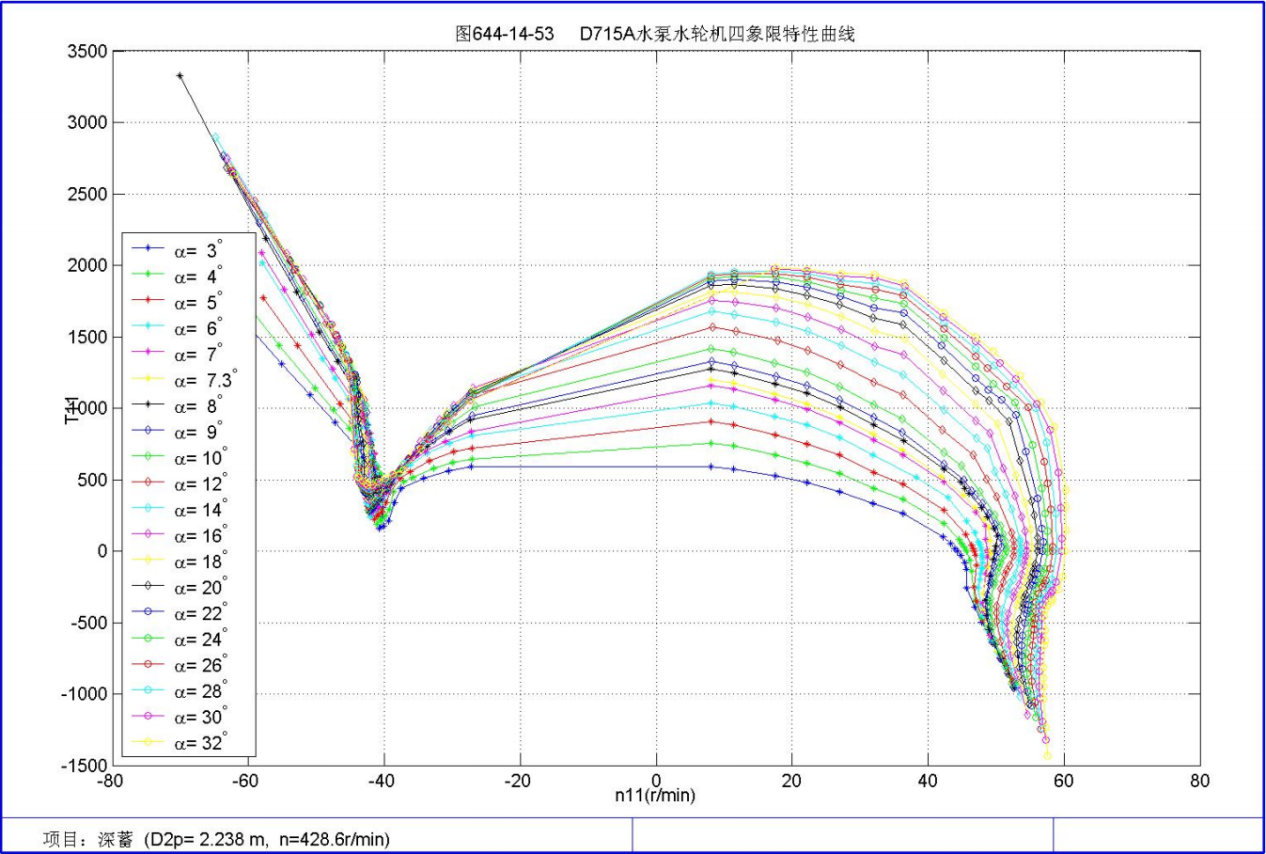 图644-14-53 D715A水泵水轮机四象限特性曲线
3500
3000
2500
2000
1500
1000
500
0
-500
-1000
-1500
T11
α= 3°
α= 4°
α= 5°
α= 6°
α= 7°
α= 7.3°
α= 8°
α= 9°
α= 10°
α= 12°
α= 14°
α= 16°
α= 18°
α= 20°
α= 22°
α= 24°
α= 26°
α= 28°
α= 30°
α= 32°
-80 -60 -40 -20 0 20 40 60 80
n11(r/min)
项目：深蓄 (D2p= 2.238 m, n=428.6r/min)